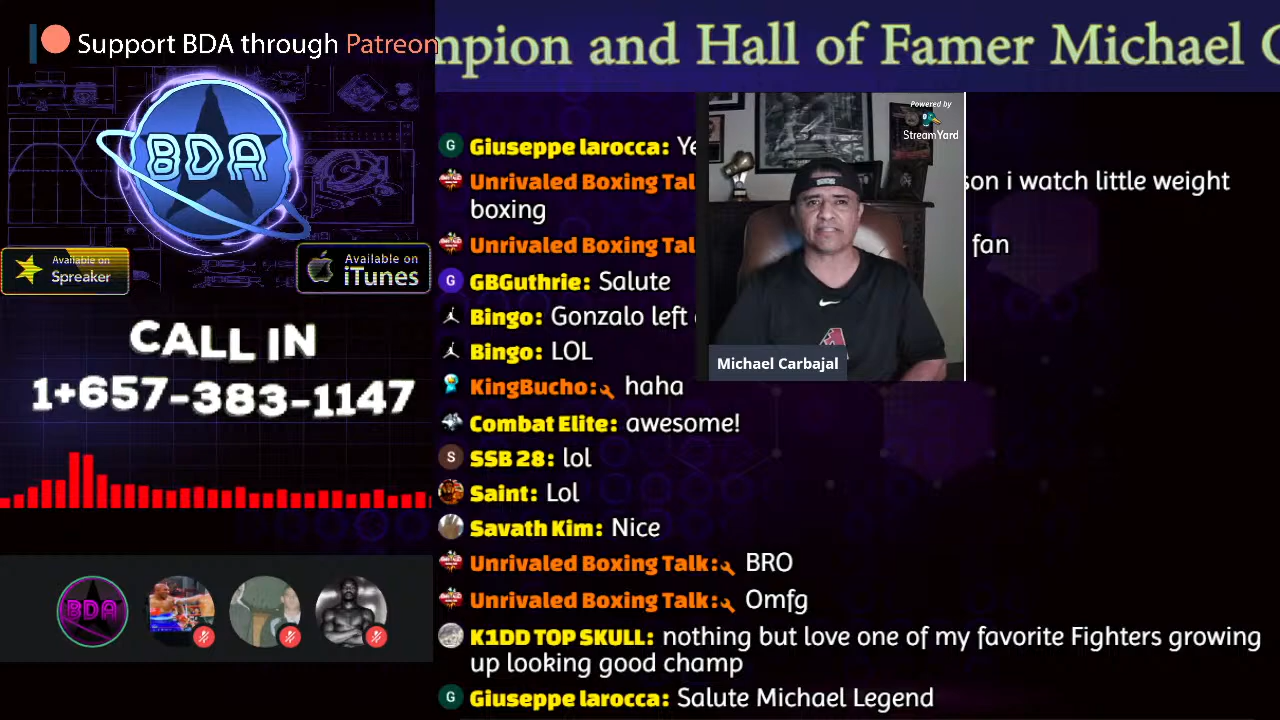 Support BDA through Patreon
mpion and Hall of Famer Michael C
BDA
Available on
Spreaker
Available on
iTunes
CALL IN
1+657-383-1147
BDA
Powered by
StreamYard
Michael Carbajal
G Giuseppe Iarocca: Ye
Unrivaled Boxing Tal son i watch little weight
boxing
Unrivaled Boxing Tal fan
G GBGuthrie: Salute
Bingo: Gonzalo left
Bingo: LOL
KingBucho: haha
Combat Elite: awesome!
S SSB 28: lol
Saint: Lol
Savath Kim: Nice
Unrivaled Boxing Talk: BRO
Unrivaled Boxing Talk: Omfg
K1DD TOP SKULL: nothing but love one of my favorite Fighters growing
up looking good champ
G Giuseppe Iarocca: Salute Michael Legend